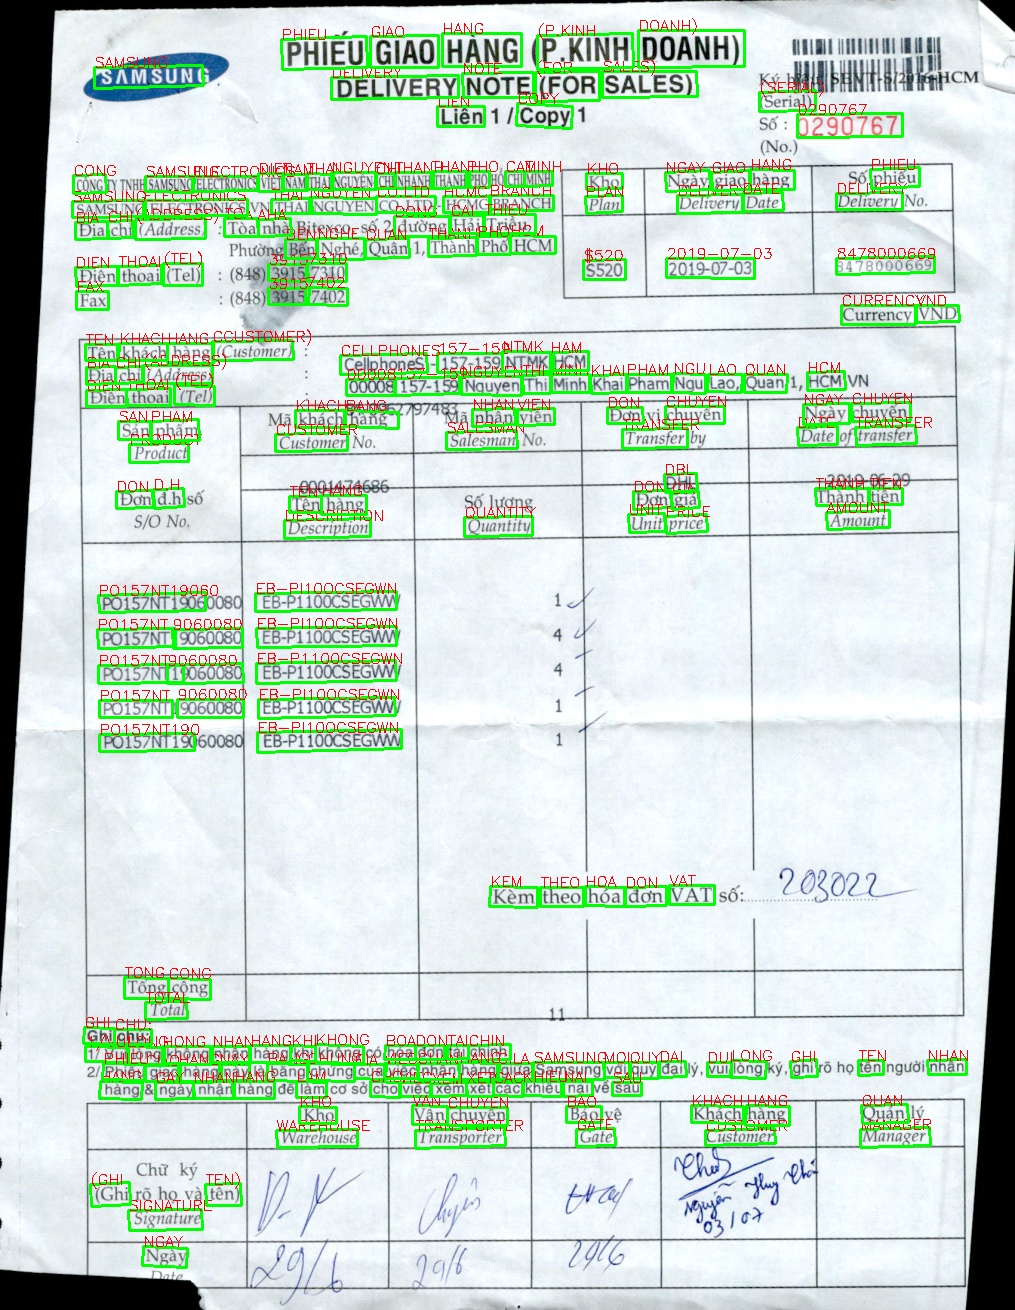 SAMSUNG
PHIẾU GIAO HÀNG (P.KINH DOANH)
DELIVERY NOTE (FOR SALES)
Liên 1 / Copy 1
Ký hiệu: SEVT-S/2016-HCM
(Serial)
Số : 0290767
(No.)
CÔNG TY TNHH SAMSUNG ELECTRONICS VIỆT NAM THÁI NGUYÊN CHI NHÁNH THÀNH PHỐ HỒ CHÍ MINH
SAMSUNG ELECTRONICS VN THAI NGUYEN CO. LTD - HCMC BRANCH
Địa chỉ (Address) : Tòa nhà Bitexco, số 2 đường Hải Triều
Phường Bến Nghé, Quận 1, Thành Phố HCM
Điện thoại (Tel) : (848) 3915 7310
Fax : (848) 3915 7402
Kho Ngày giao hàng Số phiếu
Plan Delivery Date Delivery No.
S520 2019-07-03 8478000669
Currency VND
Tên khách hàng (Customer) : CellphoneS - 157-159 NTMK HCM
Địa chỉ (Address) : 00008 157-159 Nguyen Thi Minh Khai Pham Ngu Lao, Quan 1, HCM, VN
Điện thoại (Tel)
Sản phẩm Mã khách hàng Mã nhân viên Đơn vị chuyển Ngày chuyển
Product Customer No. Salesman No. Transfer by Date of transfer
0001474686 DHL 2019-06-29
Đơn đ.h số Tên hàng Số lượng Đơn giá Thành tiền
S/O No. Description Quantity Unit price Amount
PO157NT19060080 EB-P1100CSEGWW 1
PO157NT19060080 EB-P1100CSEGWW 4
PO157NT19060080 EB-P1100CSEGWW 4
PO157NT19060080 EB-P1100CSEGWW 1
PO157NT19060080 EB-P1100CSEGWW 1
Kèm theo hóa đơn VAT số: 203022
Tổng cộng
Total
11
Ghi chú:
1/ Không nhận hàng khi không có hóa đơn tài chính
2/ Phiếu giao hàng này là bằng chứng của việc nhận hàng giữa Samsung với quý đại lý, vui lòng ký, ghi rõ họ tên người nhận
hàng & ngày nhận hàng để làm cơ sở cho việc xem xét các khiếu nại về sau
Kho Vận chuyển Bảo vệ Khách hàng Quản lý
Warehouse Transporter Gate Customer Manager
Chữ ký
(Ghi rõ họ và tên)
Signature
Nguyễn Huy
03/07
Ngày 29/6 29/6 29/6
Date